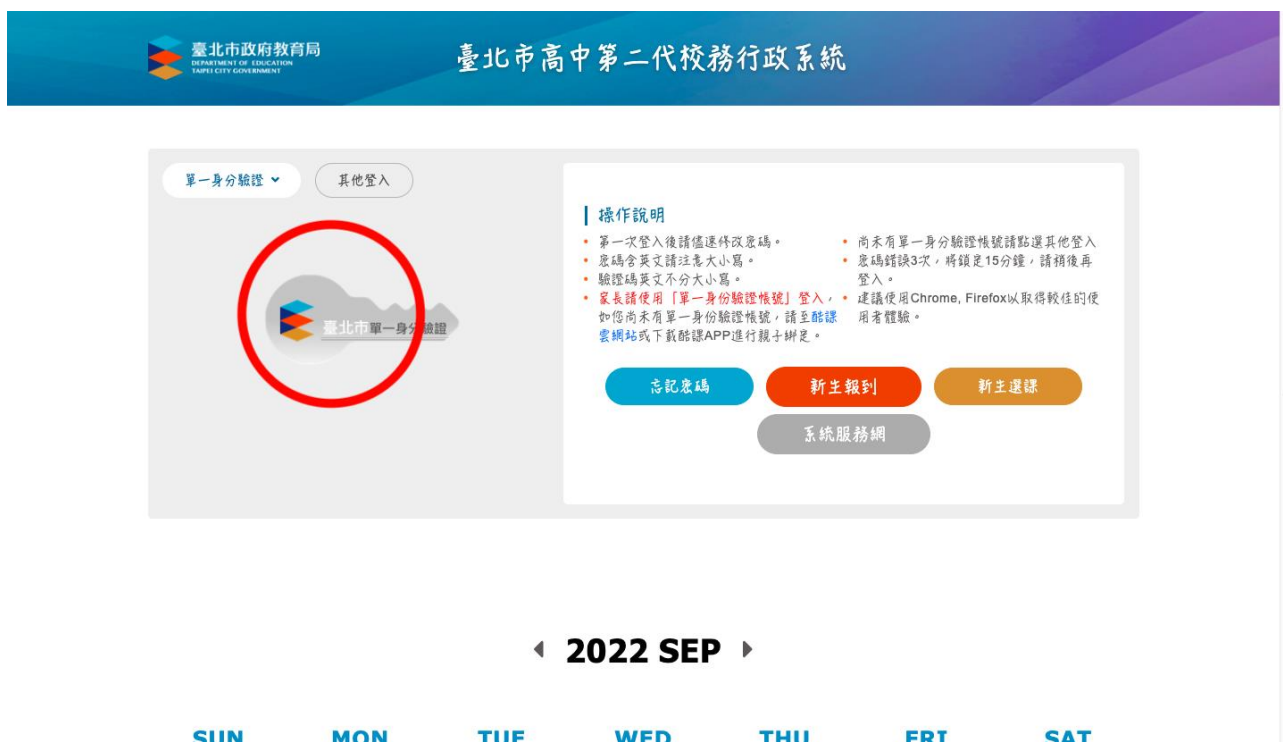 臺北市政府教育局
DEPARTMENT OF EDUCATION
TAIPEI CITY GOVERNMENT
臺北市高中第二代校務行政系統
單一身分驗證
其他登入
臺北市單一身分驗證
操作說明
第一次登入後請儘速修改密碼。
密碼含英文請注意大小寫。
驗證碼英文不分大小寫。
家長請使用「單一身份驗證帳號」登入，
如您尚未有單一身份驗證帳號，請至酷課
雲網站或下載酷課APP進行親子綁定。
尚未有單一身分驗證帳號請點選其他登入
密碼錯誤3次，將鎖定15分鐘，請稍後再
登入。
建議使用Chrome, Firefox以取得較佳的使
用者體驗。
忘記密碼
新生報到
新生選課
系統服務網
2022 SEP
SUN MON TUE WED THU FRI SAT